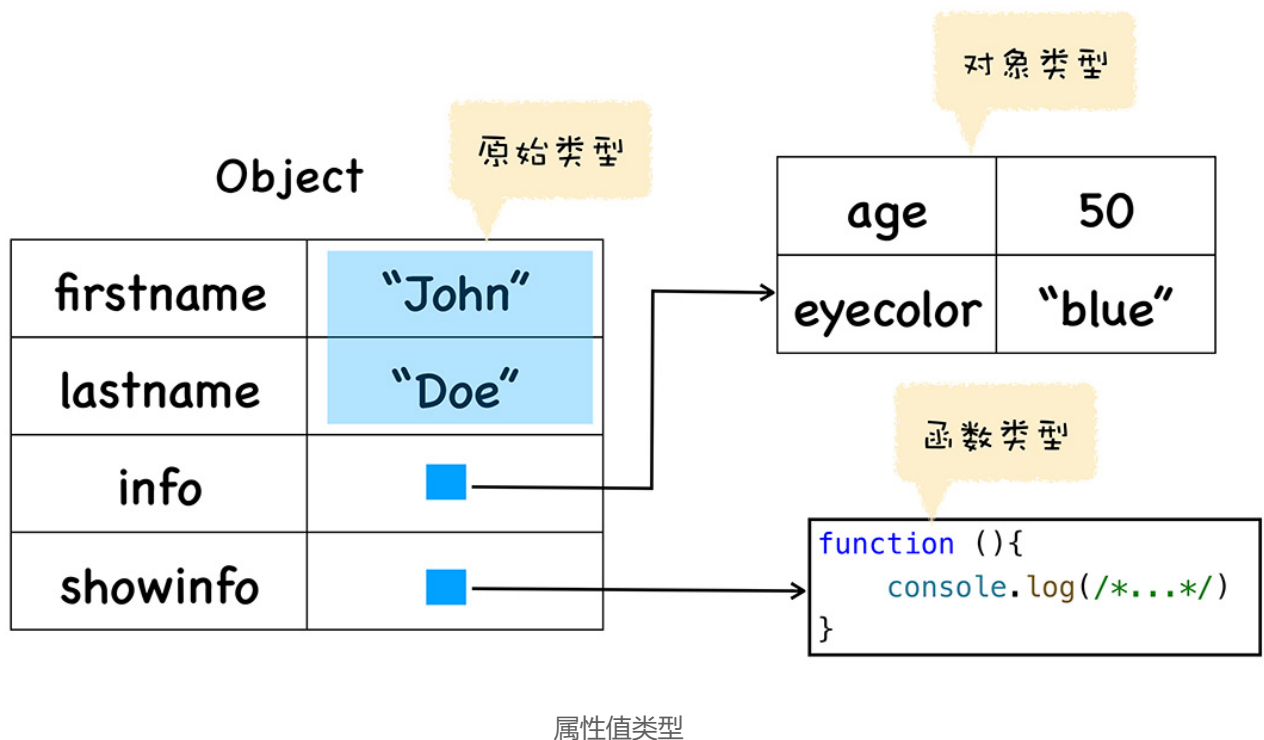 对象类型
原始类型
Object
age 50
eyecolor “blue”
firstname “John”
lastname “Doe”
info
showinfo
函数类型
function (){
console.log(/*...*/)
}
属性值类型